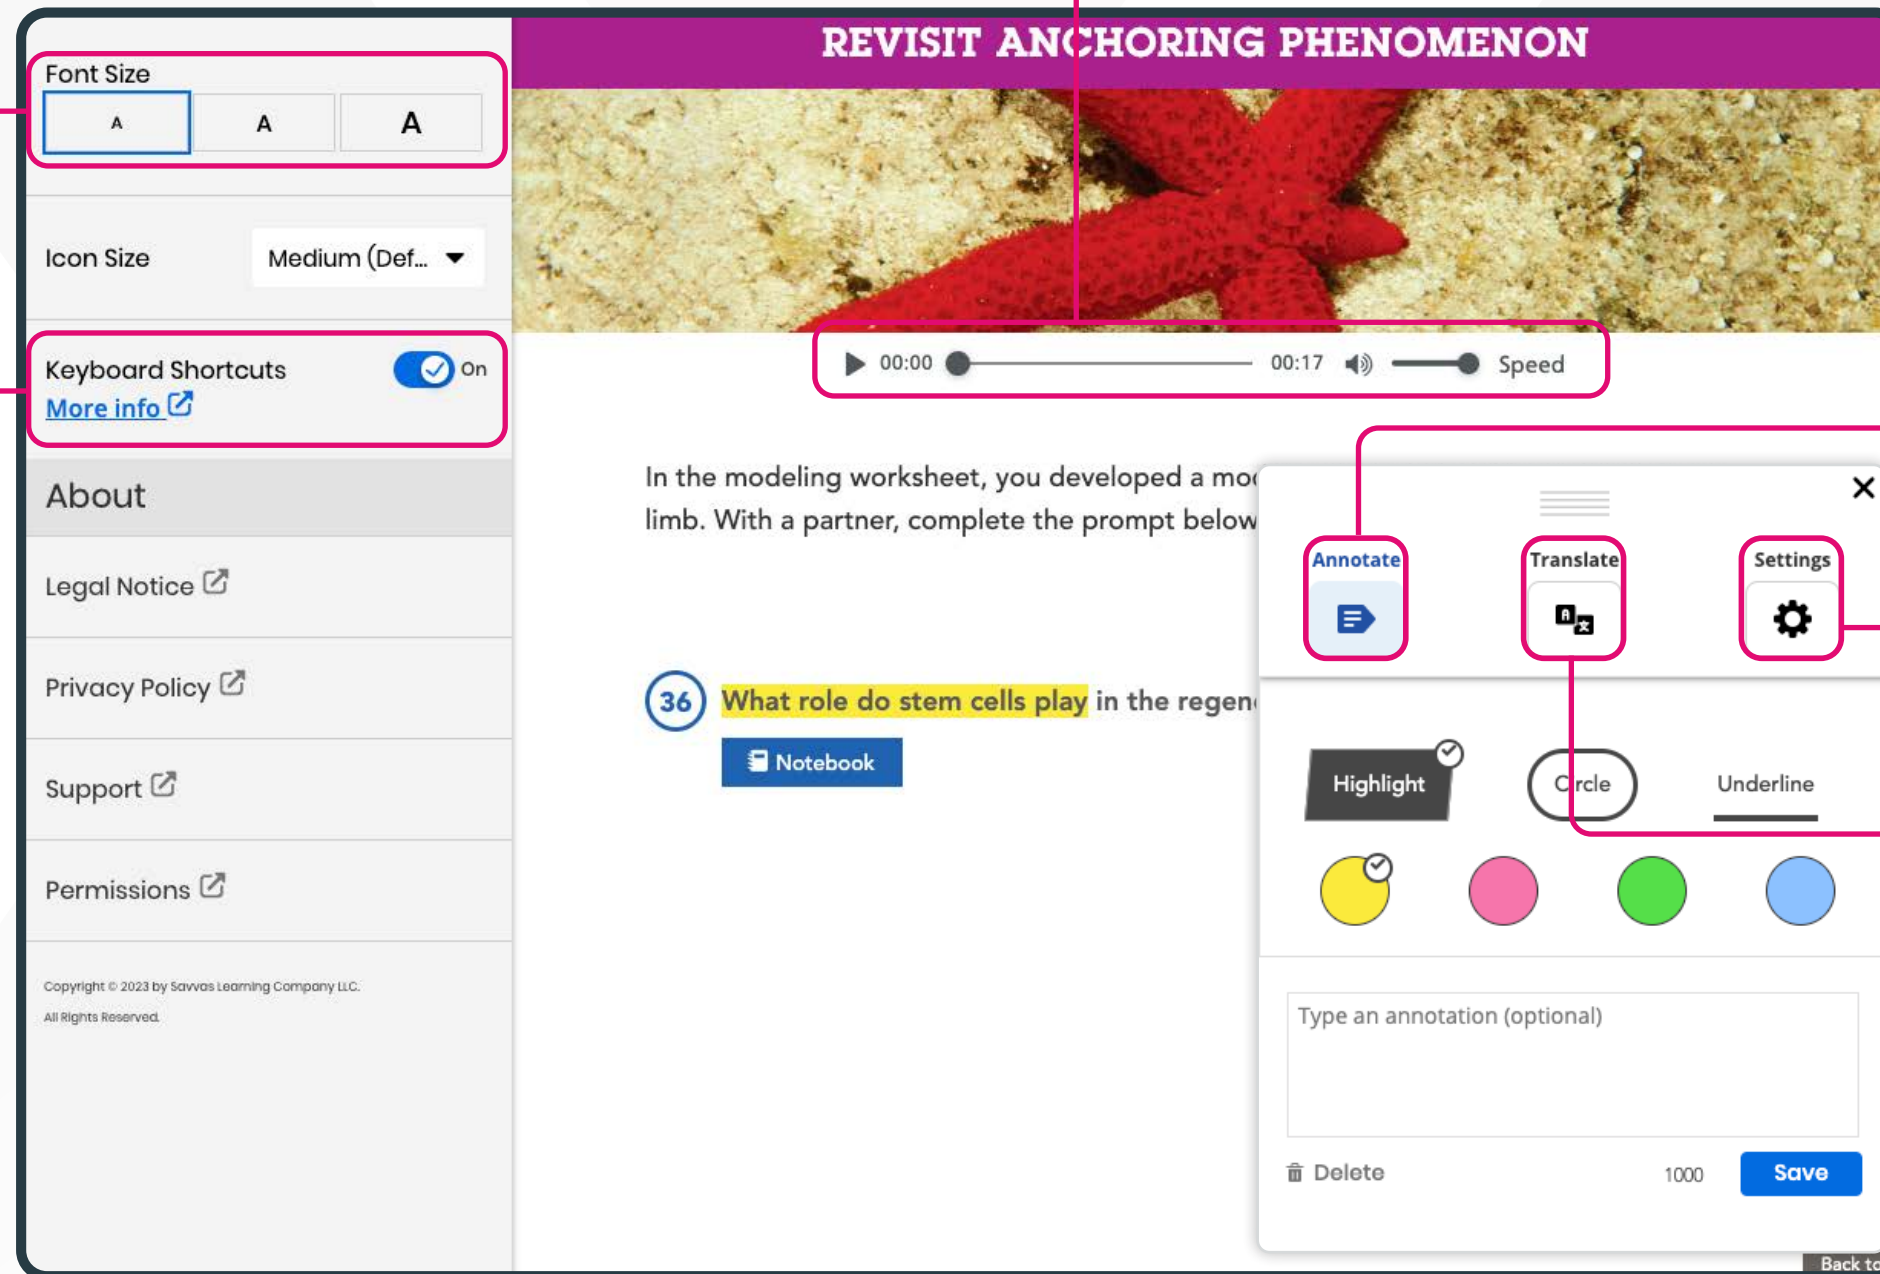 Font Size
A
A
A
Icon Size
Medium (Def...
Keyboard Shortcuts
On
More info
About
Legal Notice
Privacy Policy
Support
Permissions
Copyright © 2023 by Savvas Learning Company LLC.
All Rights Reserved.
REVISIT ANCHORING PHENOMENON
00:00
00:17
Speed
In the modeling worksheet, you developed a
limb. With a partner, complete the prompt below
36 What role do stem cells play in the
Notebook
Annotate
Translate
Settings
Highlight
Circle
Underline
Type an annotation (optional)
Delete
1000
Save
Back to